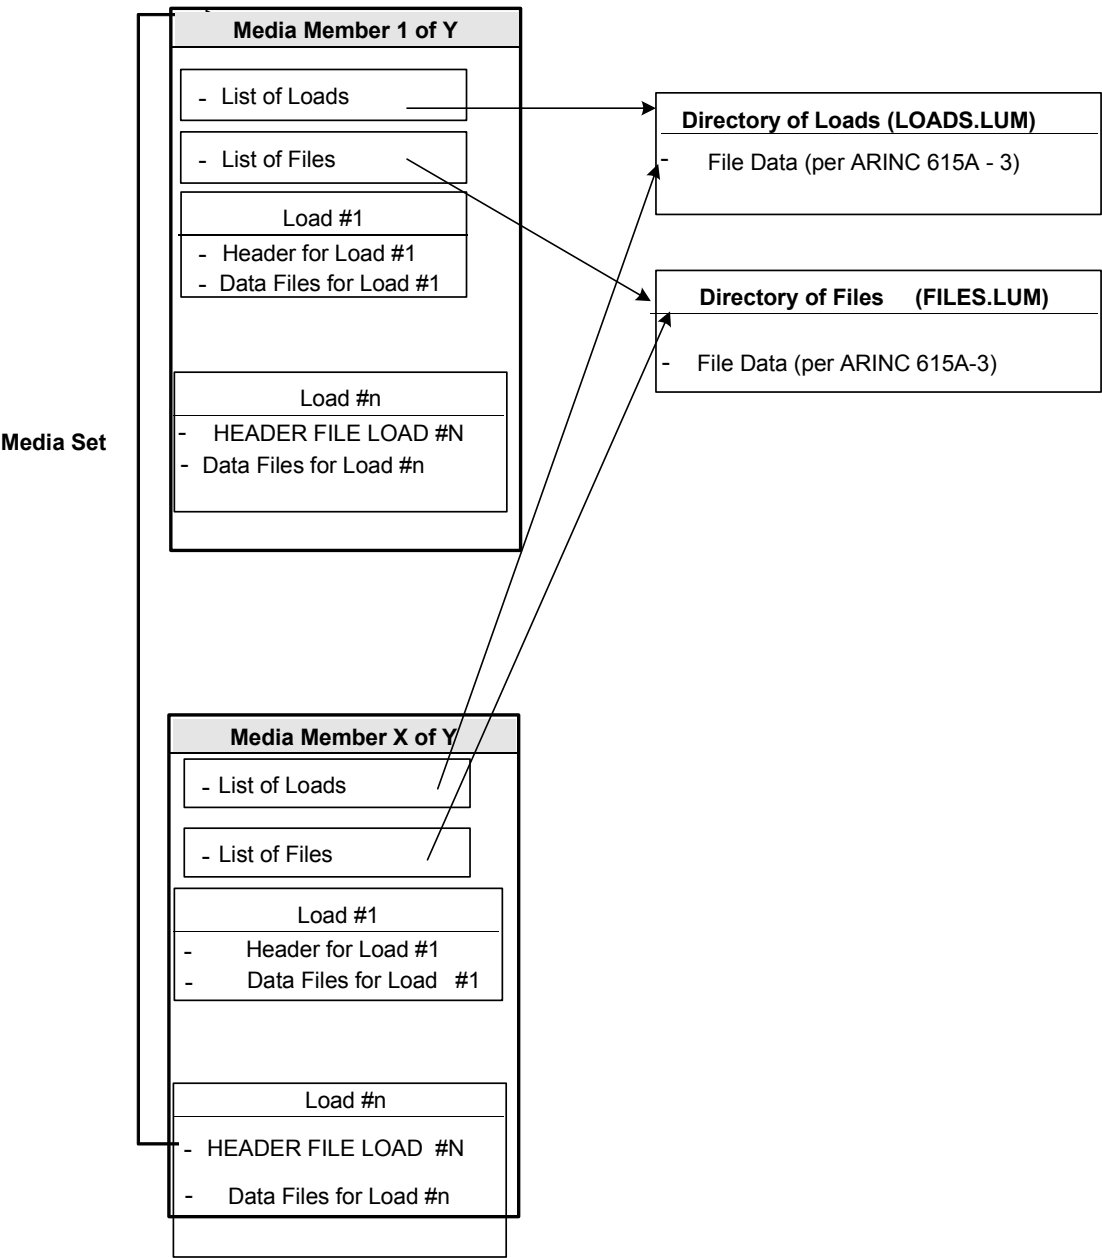 Media Member 1 of Y
- List of Loads
- List of Files
Load #1
- Header for Load #1
- Data Files for Load #1
Load #n
- HEADER FILE LOAD #N
- Data Files for Load #n
Directory of Loads (LOADS.LUM)
- File Data (per ARINC 615A - 3)
Directory of Files (FILES.LUM)
- File Data (per ARINC 615A-3)
Media Set
Media Member X of Y
- List of Loads
- List of Files
Load #1
- Header for Load #1
- Data Files for Load #1
Load #n
- HEADER FILE LOAD #N
- Data Files for Load #n